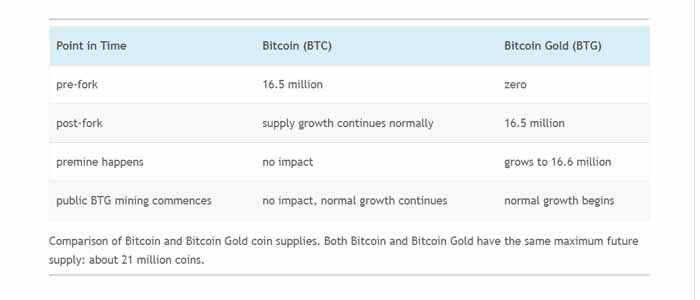 Point in Time Bitcoin (BTC) Bitcoin Gold (BTG)
pre-fork 16.5 million zero
post-fork supply growth continues normally 16.5 million
premine happens no impact grows to 16.6 million
public BTG mining commences no impact, normal growth continues normal growth begins
Comparison of Bitcoin and Bitcoin Gold coin supplies. Both Bitcoin and Bitcoin Gold have the same maximum future
supply: about 21 million coins.